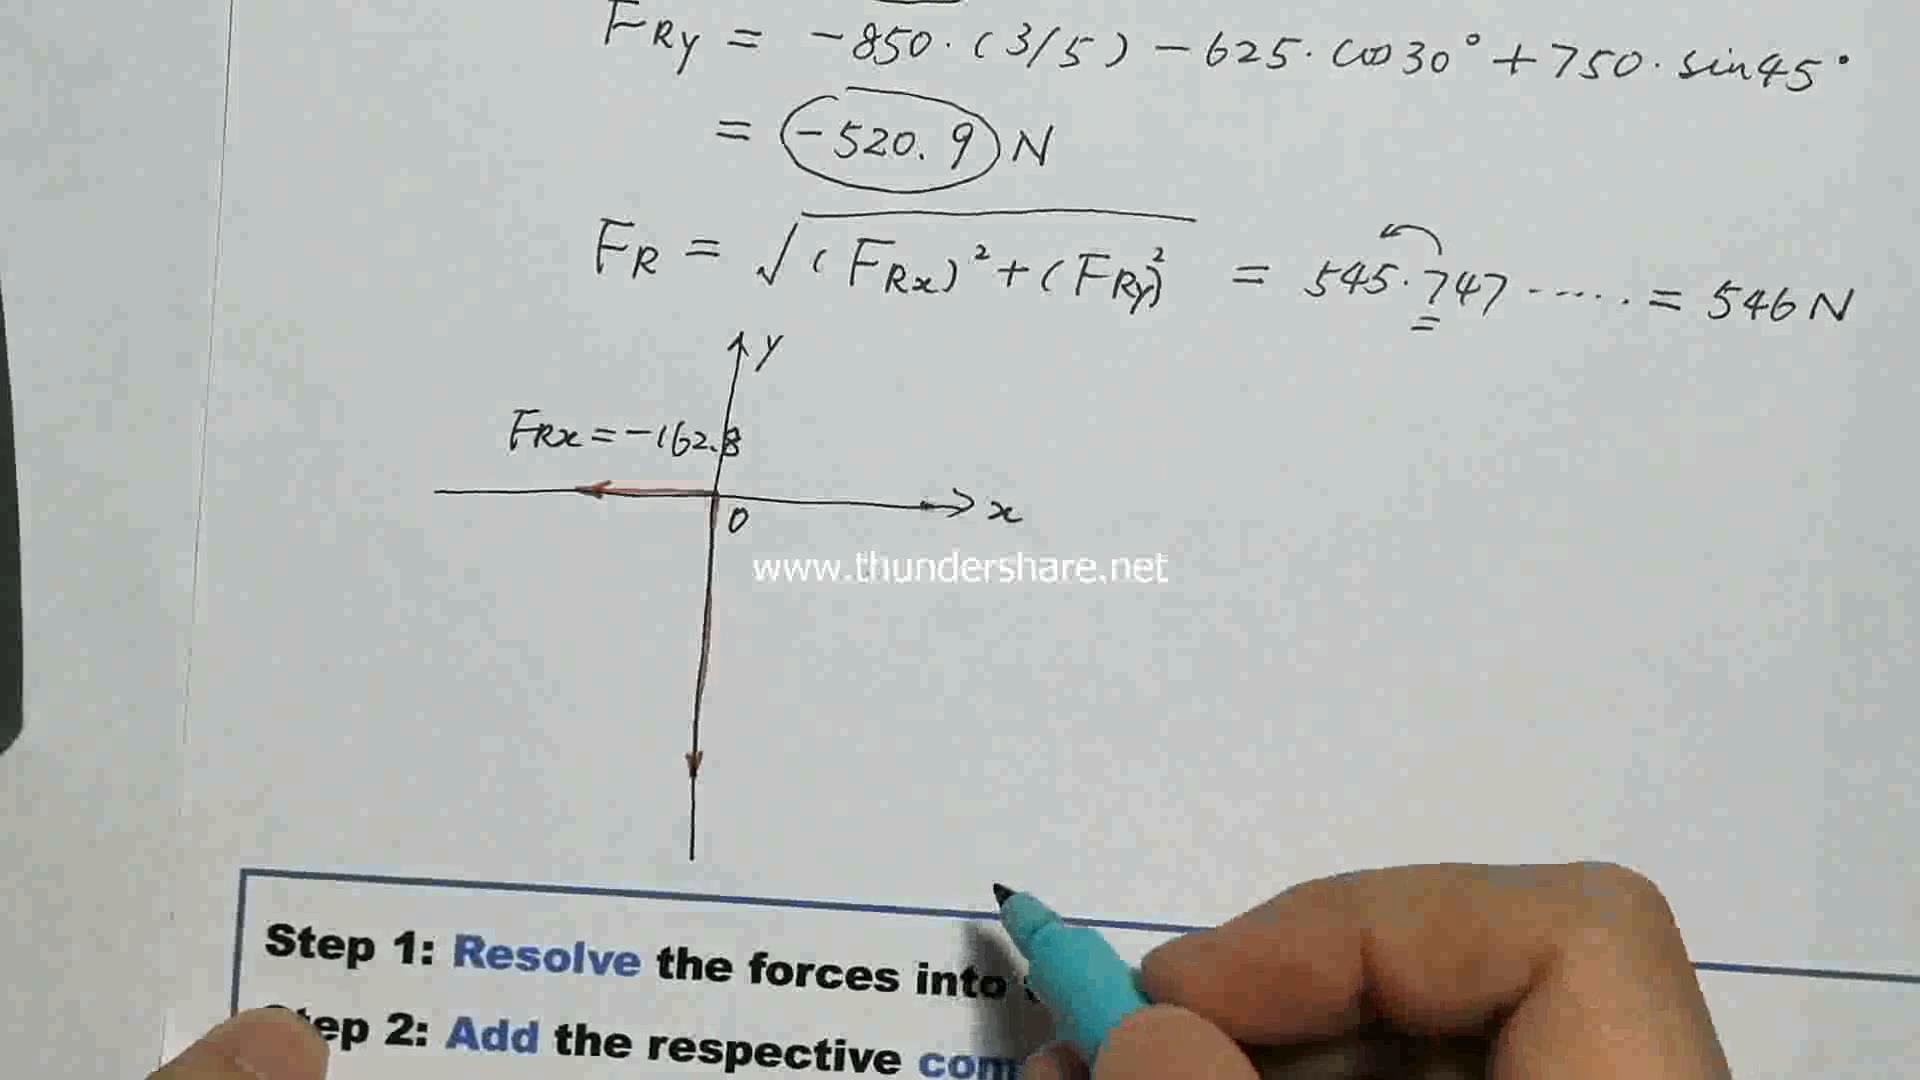 FRy = -850·(3/5) - 625·cos30° + 750·sin45°
= -520.9 N
FR = √(FRx)² + (FRy)² = 545.747 ····· = 546 N
y
FRx = -162.8
0
x
www.thundershare.net
Step 1: Resolve the forces into
Step 2: Add the respective com